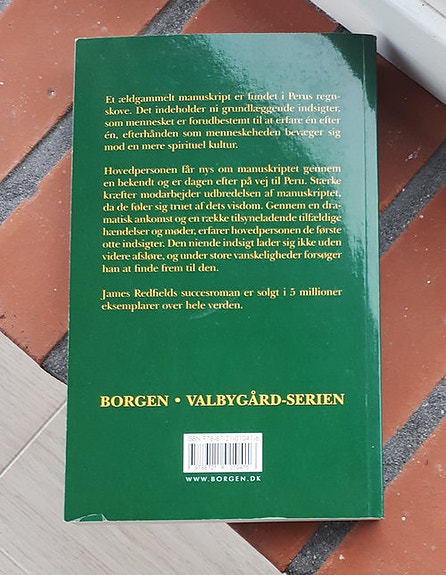 Et ældgammelt manuskript er fundet i Perus regn-
skove. Det indeholder ni grundlæggende indsigter,
som mennesket er forudbestemt til at erfare én efter
én, efterhånden som menneskeheden bevæger sig
mod en mere spirituel kultur.
Hovedpersonen får nys om manuskriptet gennem
en bekendt og er dagen efter på vej til Peru. Stærke
kræfter modarbejder udbredelsen af manuskriptet,
da de føler sig truet af dets visdom. Gennem en dra-
matisk ankomst og en række tilsyneladende tilfældige
hændelser og møder, erfarer hovedpersonen de første
otte indsigter. Den niende indsigt lader sig ikke uden
videre afsløre, og under store vanskeligheder forsøger
han at finde frem til den.
James Redfields succesroman er solgt i 5 millioner
eksemplarer over hele verden.
BORGEN • VALBYGÅRD-SERIEN
WWW.BORGEN.DK